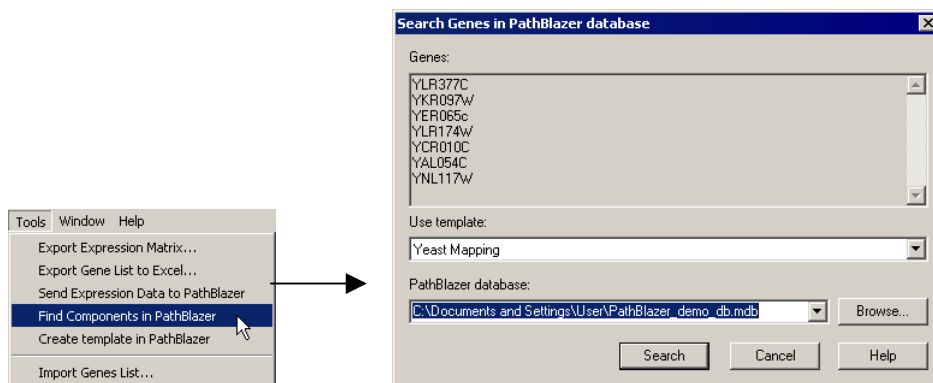 Tools Window Help
Export Expression Matrix...
Export Gene List to Excel...
Send Expression Data to PathBlazer
Find Components in PathBlazer
Create template in PathBlazer
Import Genes List...
Search Genes in PathBlazer database
Genes:
YLR377C
YKR097W
YER065c
YLR174W
YCR010C
YAL054C
YNL117W
Use template:
Yeast Mapping
PathBlazer database:
C:\Documents and Settings\User\PathBlazer_demo_db.mdb
Browse...
Search Cancel Help